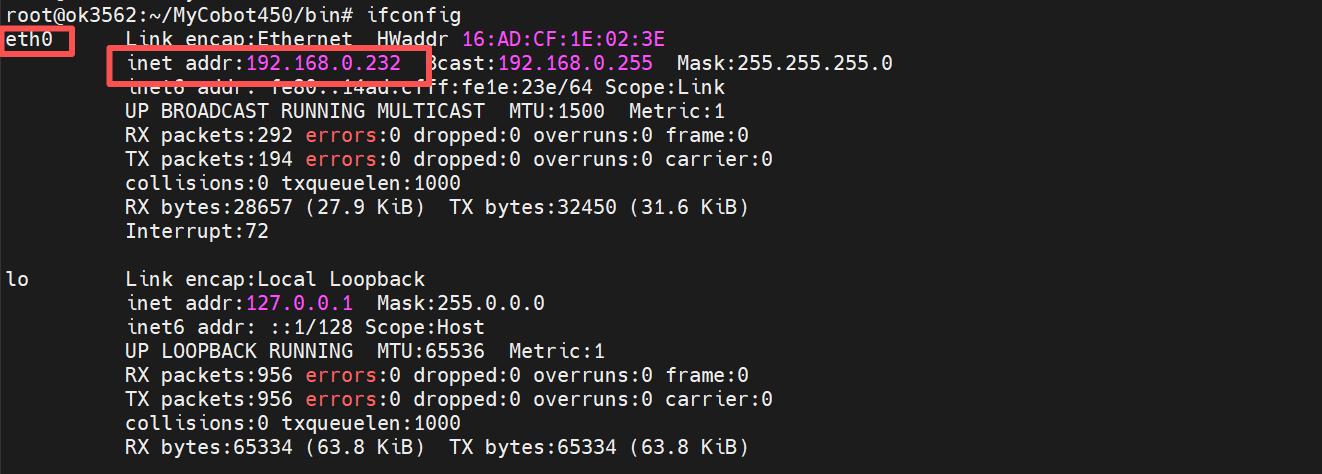 root@ok3562:~/MyCobot450/bin# ifconfig
eth0 Link encap:Ethernet HWaddr 16:AD:CF:1E:02:3E
inet addr:192.168.0.232 Bcast:192.168.0.255 Mask:255.255.255.0
inet6 addr: fe80::14ad:cfff:fe1e:23e/64 Scope:Link
UP BROADCAST RUNNING MULTICAST MTU:1500 Metric:1
RX packets:292 errors:0 dropped:0 overruns:0 frame:0
TX packets:194 errors:0 dropped:0 overruns:0 carrier:0
collisions:0 txqueuelen:1000
RX bytes:28657 (27.9 KiB) TX bytes:32450 (31.6 KiB)
Interrupt:72
lo Link encap:Local Loopback
inet addr:127.0.0.1 Mask:255.0.0.0
inet6 addr: ::1/128 Scope:Host
UP LOOPBACK RUNNING MTU:65536 Metric:1
RX packets:956 errors:0 dropped:0 overruns:0 frame:0
TX packets:956 errors:0 dropped:0 overruns:0 carrier:0
collisions:0 txqueuelen:1000
RX bytes:65334 (63.8 KiB) TX bytes:65334 (63.8 KiB)